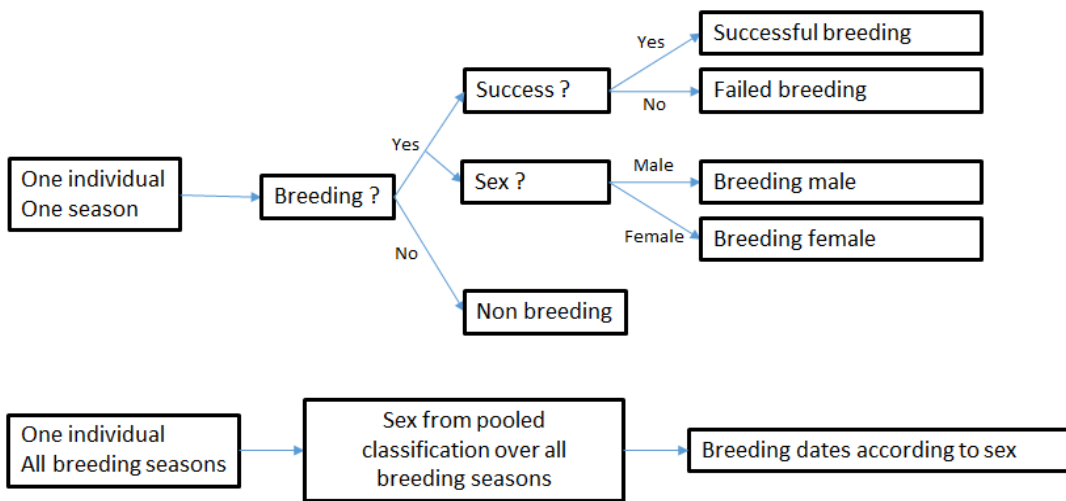 One individual
One season
Breeding ?
Yes
No
Success ?
Yes
No
Successful breeding
Failed breeding
Sex ?
Male
Female
Breeding male
Breeding female
Non breeding
One individual
All breeding seasons
Sex from pooled
classification over all
breeding seasons
Breeding dates according to sex